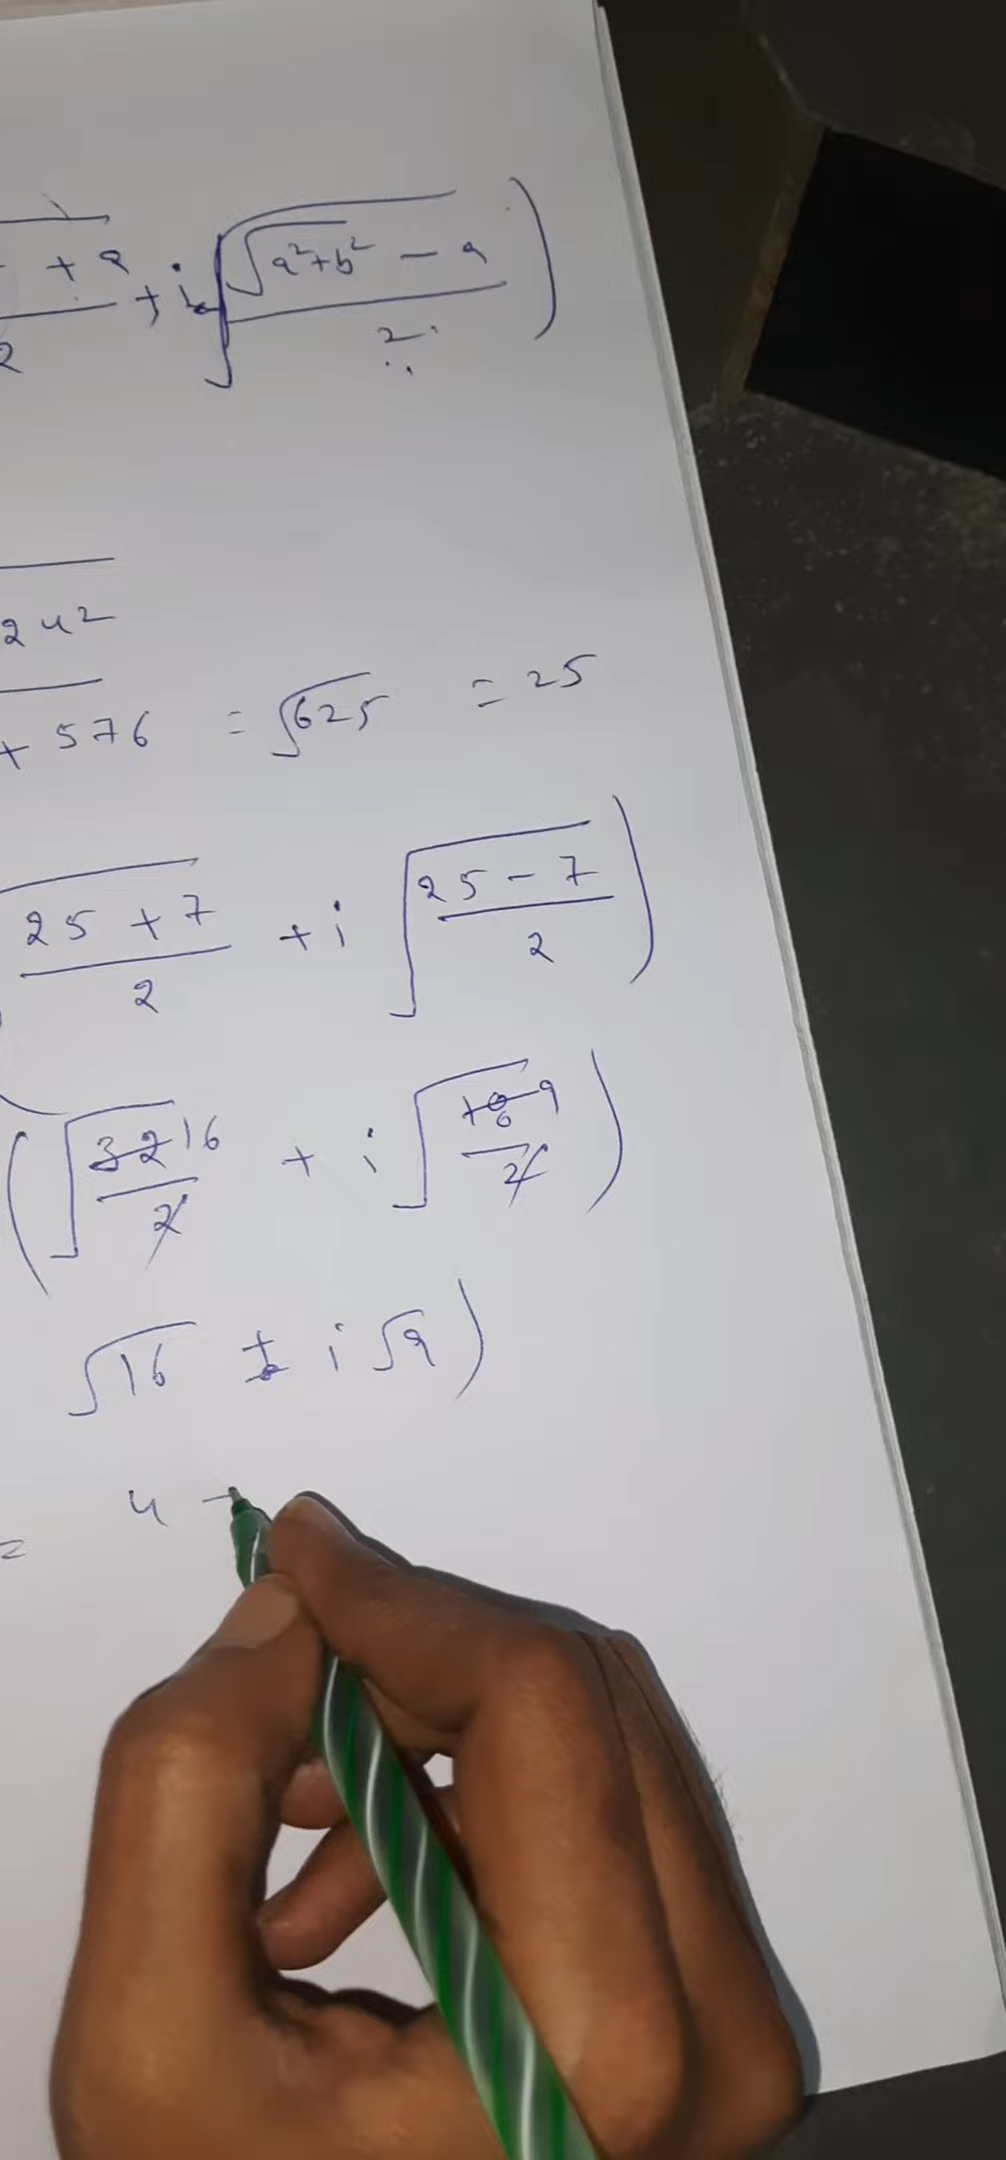 + a/2 + i √((√(a²+b²) − a)/2))
24²
+ 576 = √625 = 25
√((25 + 7)/2) + i √((25 − 7)/2))
(√(32/2) 16 + i √(18/2) 9)
√16 + i √9)
= 4